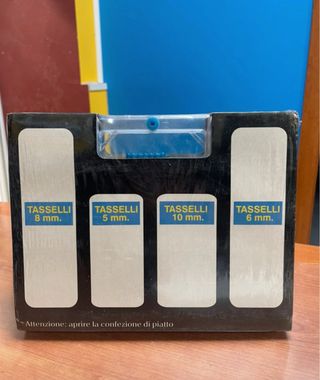 TASSELLI
8 mm.
TASSELLI
5 mm.
TASSELLI
10 mm.
TASSELLI
6 mm.
Attenzione: aprire la confezione di piatto